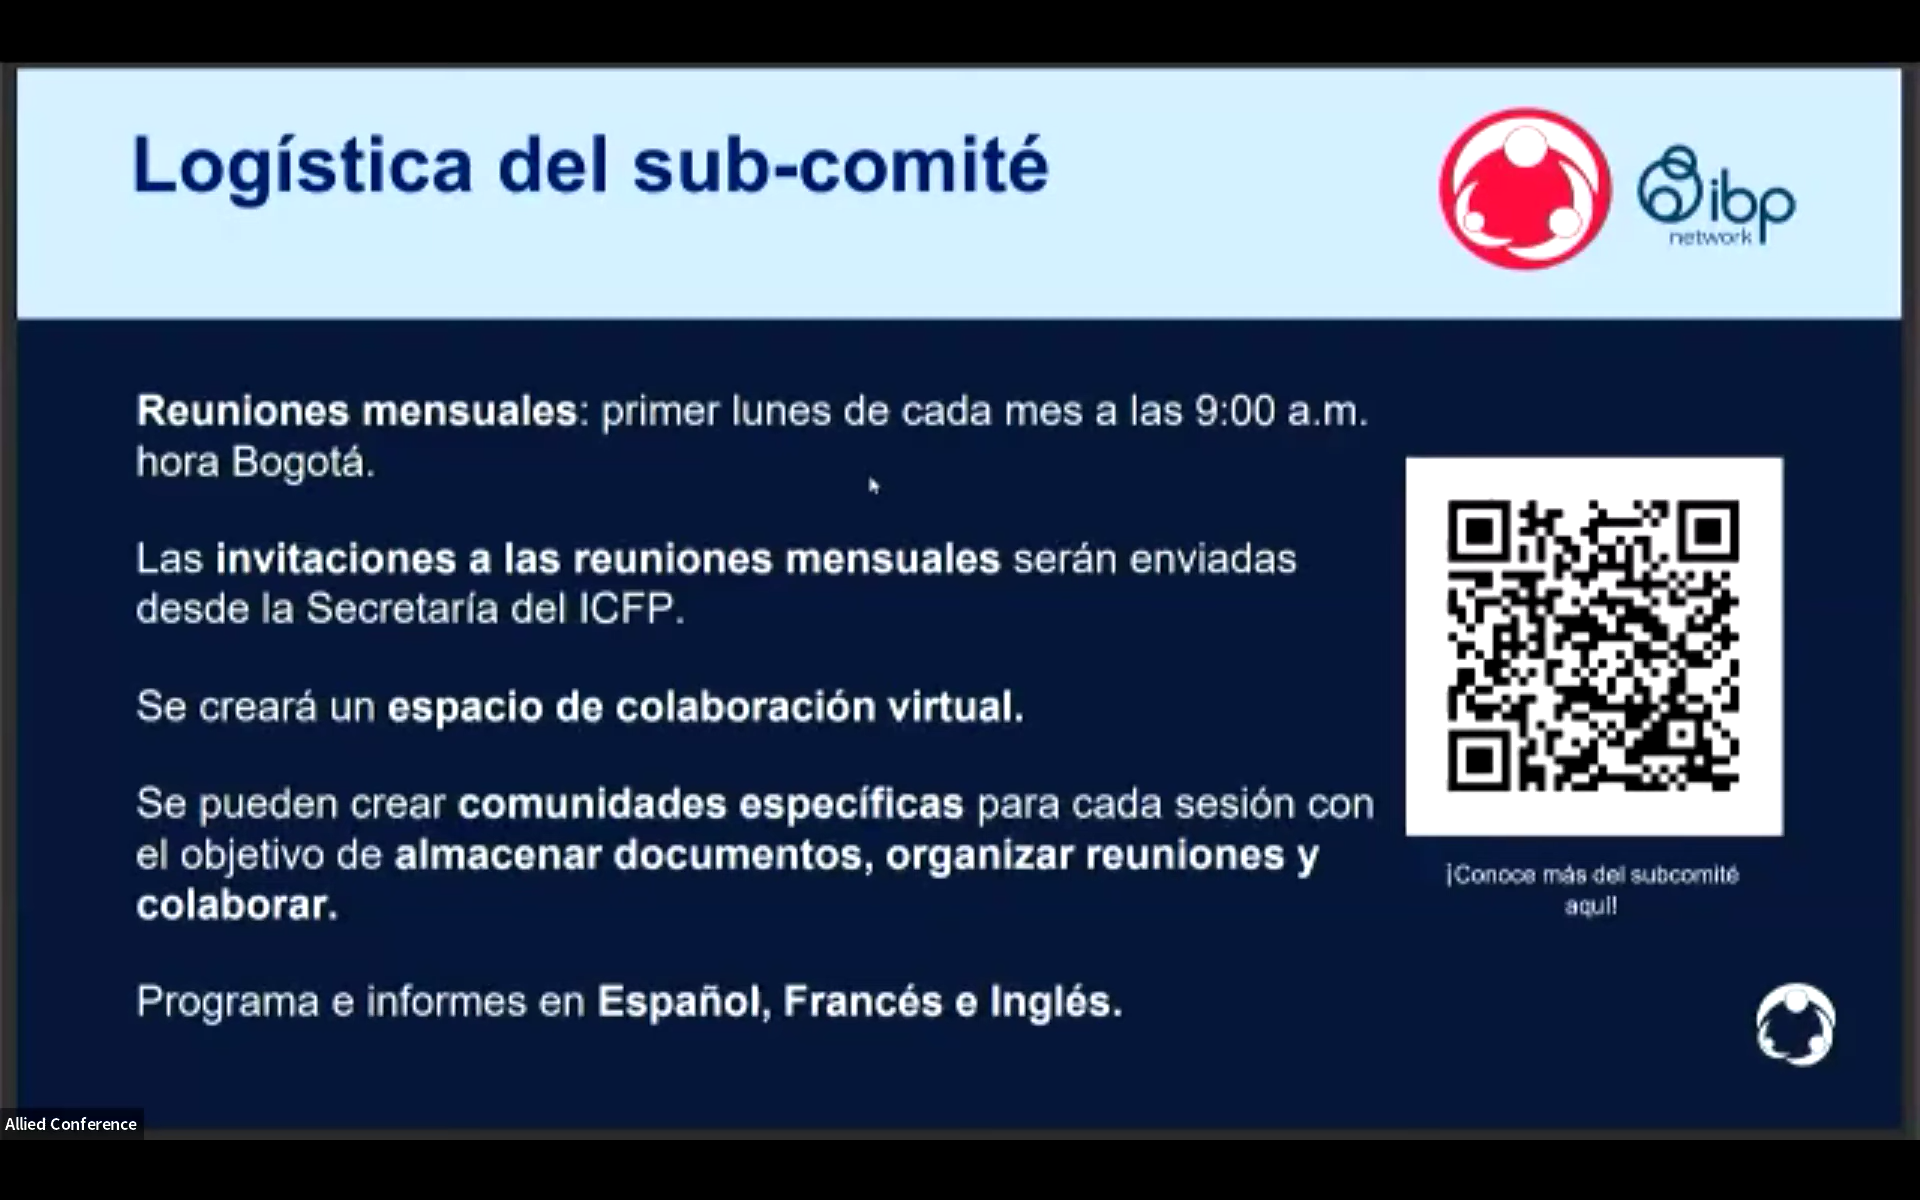 Logística del sub-comité
ibp
network
Reuniones mensuales: primer lunes de cada mes a las 9:00 a.m.
hora Bogotá.
Las invitaciones a las reuniones mensuales serán enviadas
desde la Secretaría del ICFP.
Se creará un espacio de colaboración virtual.
Se pueden crear comunidades específicas para cada sesión con
el objetivo de almacenar documentos, organizar reuniones y
colaborar.
Programa e informes en Español, Francés e Inglés.
¡Conoce más del subcomité
aquí!
Allied Conference